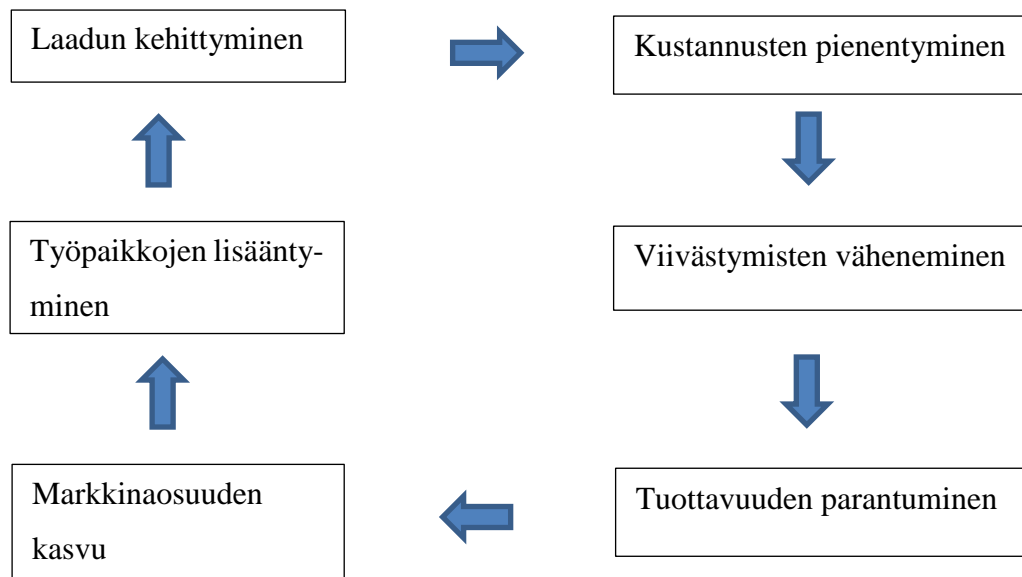 Laadun kehittyminen
Kustannusten pienentyminen
Työpaikkojen lisäänty-
minen
Viivästymisten väheneminen
Markkinaosuuden
kasvu
Tuottavuuden parantuminen